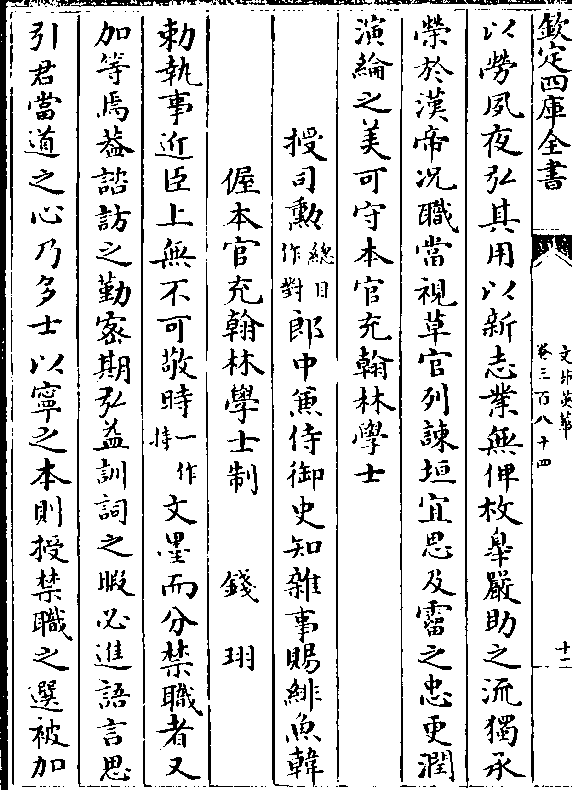 欽定四庫全書
文苑英華
卷三百八十四
十二
以勞夙夜弘其用以新志業無俾枚皋嚴助之流獨承
榮於漢帝况職當視草官列諫垣宜思及霤之忠更潤
演綸之美可守本官充翰林學士
授司勲總目作對郎中兼侍御史知雜事賜緋魚韓
偓本官充翰林學士制 錢珝
勅執事近臣上無不可敬時一作持文墨而分禁職者又
加等焉葢諮訪之勤密期弘益訓詞之暇必進語言思
引君當道之心乃多士以寧之本則授禁職之選被加